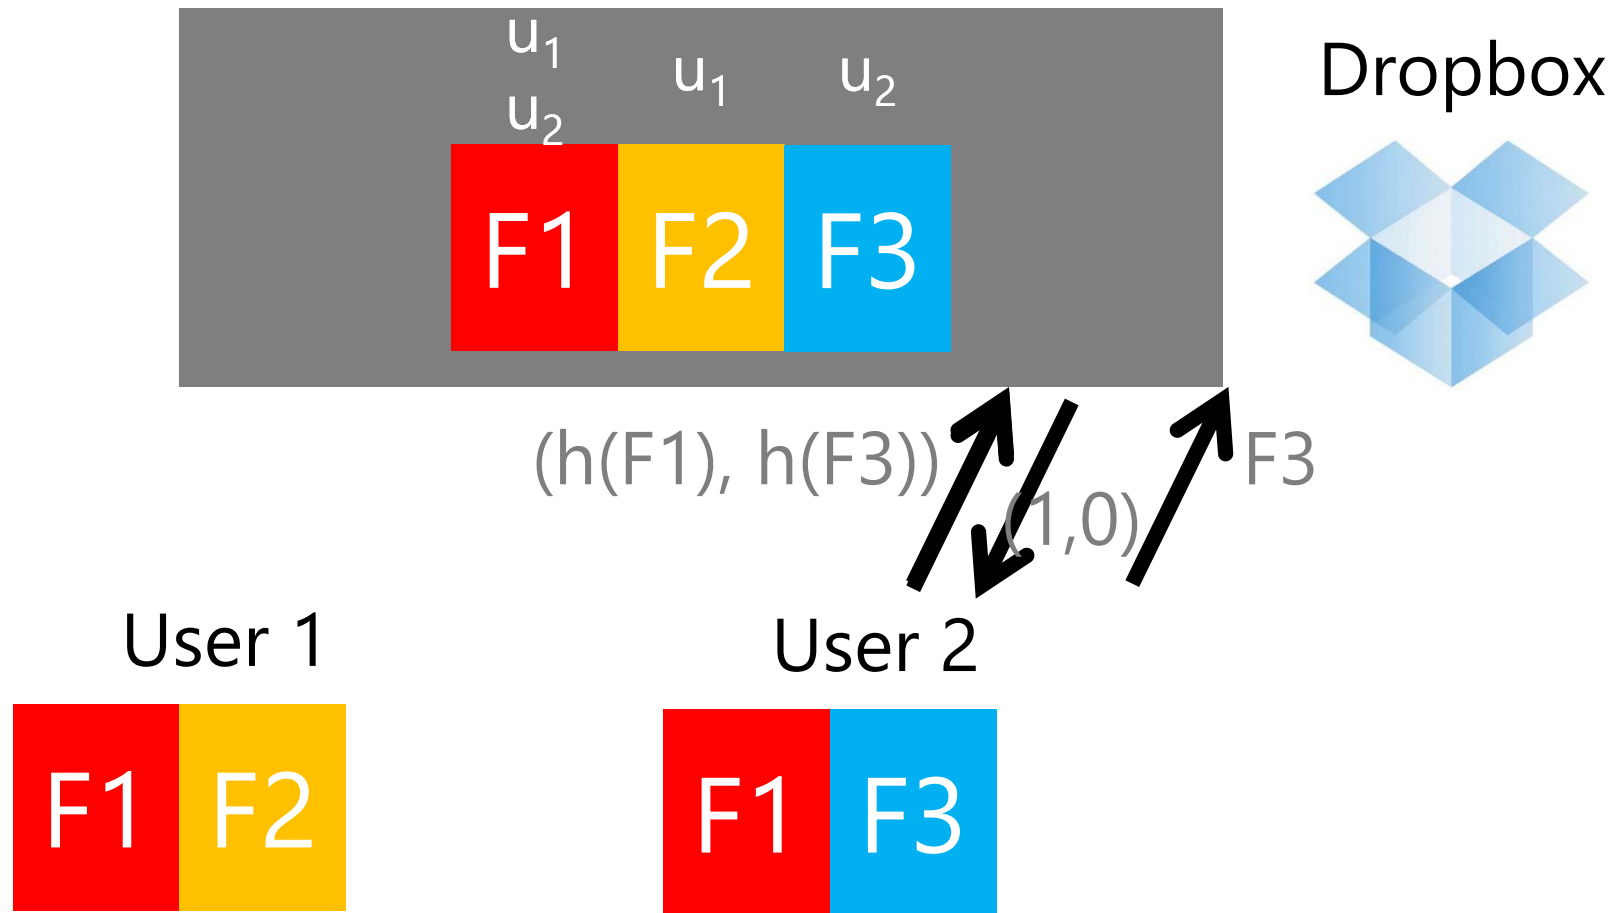 u1
u2
u1
u2
Dropbox
F1
F2
F3
(h(F1), h(F3))
(1,0)
F3
User 1
User 2
F1
F2
F1
F3